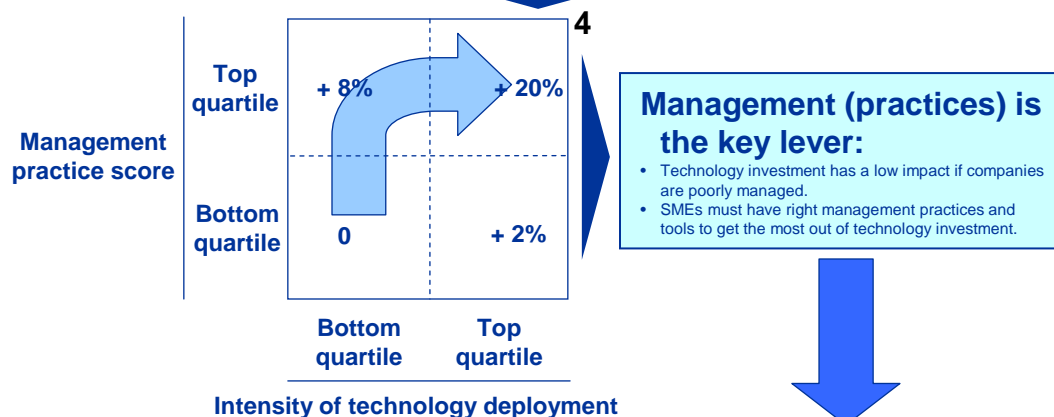 4
Top
quartile
+ 8%
+ 20%
Management
practice score
Bottom
quartile
0
+ 2%
Bottom
quartile
Top
quartile
Intensity of technology deployment
Management (practices) is
the key lever:
• Technology investment has a low impact if companies
are poorly managed.
• SMEs must have right management practices and
tools to get the most out of technology investment.